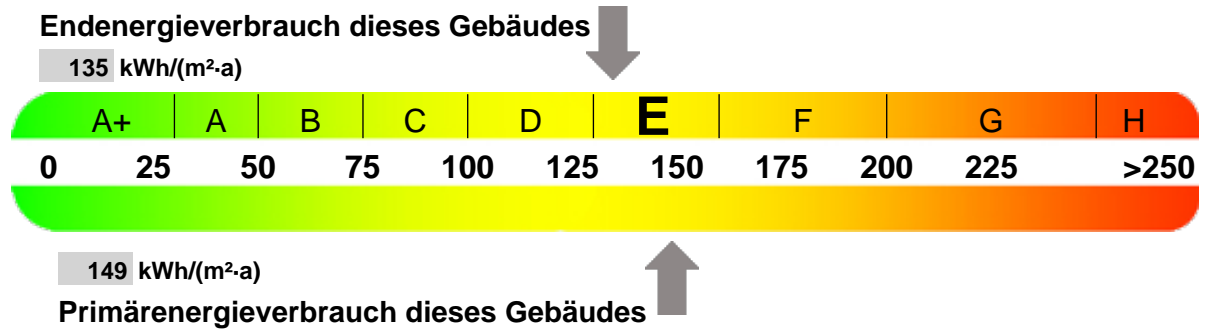 Endenergieverbrauch dieses Gebäudes
135 kWh/(m²·a)
A+ A B C D E F G H
0 25 50 75 100 125 150 175 200 225 >250
149 kWh/(m²·a)
Primärenergieverbrauch dieses Gebäudes